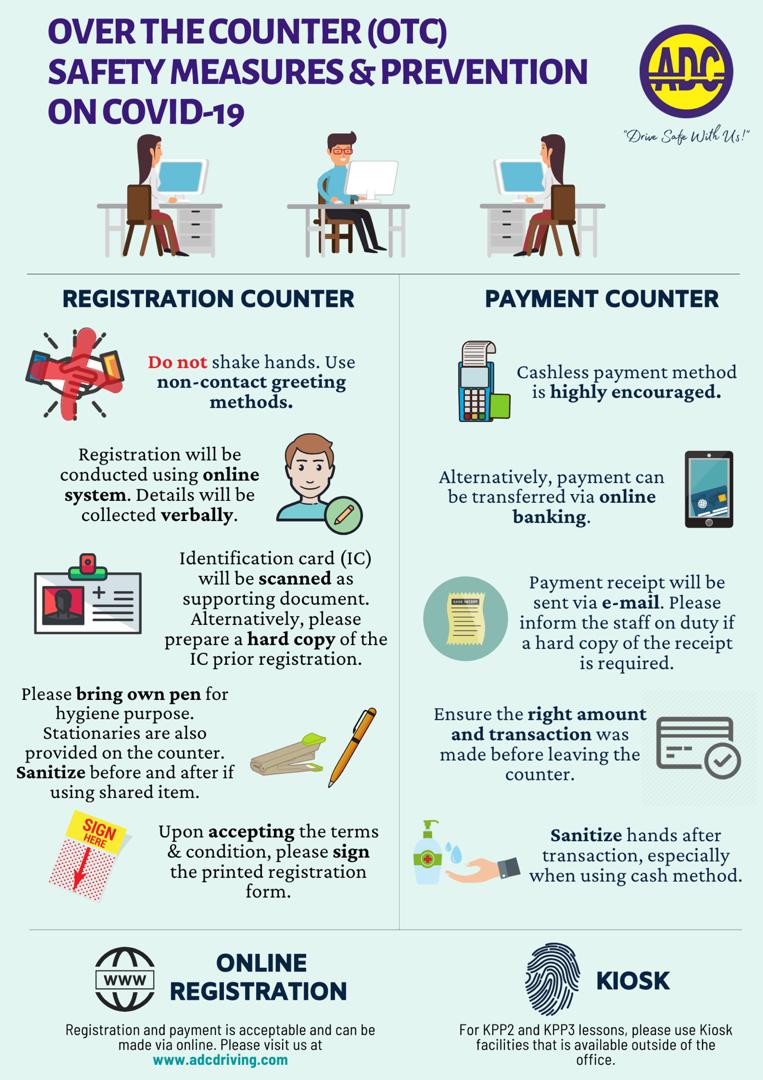 OVER THE COUNTER (OTC)
SAFETY MEASURES & PREVENTION
ON COVID-19
ADC
"Drive Safe With Us!"
REGISTRATION COUNTER
Do not shake hands. Use
non-contact greeting
methods.
Registration will be
conducted using online
system. Details will be
collected verbally.
Identification card (IC)
will be scanned as
supporting document.
Alternatively, please
prepare a hard copy of the
IC prior registration.
Please bring own pen for
hygiene purpose.
Stationaries are also
provided on the counter.
Sanitize before and after if
using shared item.
SIGN
HERE
Upon accepting the terms
& condition, please sign
the printed registration
form.
PAYMENT COUNTER
Cashless payment method
is highly encouraged.
Alternatively, payment can
be transferred via online
banking.
Payment receipt will be
sent via e-mail. Please
inform the staff on duty if
a hard copy of the receipt
is required.
Ensure the right amount
and transaction was
made before leaving the
counter.
Sanitize hands after
transaction, especially
when using cash method.
WWW
ONLINE
REGISTRATION
Registration and payment is acceptable and can be
made via online. Please visit us at
www.adcdriving.com
KIOSK
For KPP2 and KPP3 lessons, please use Kiosk
facilities that is available outside of the
office.